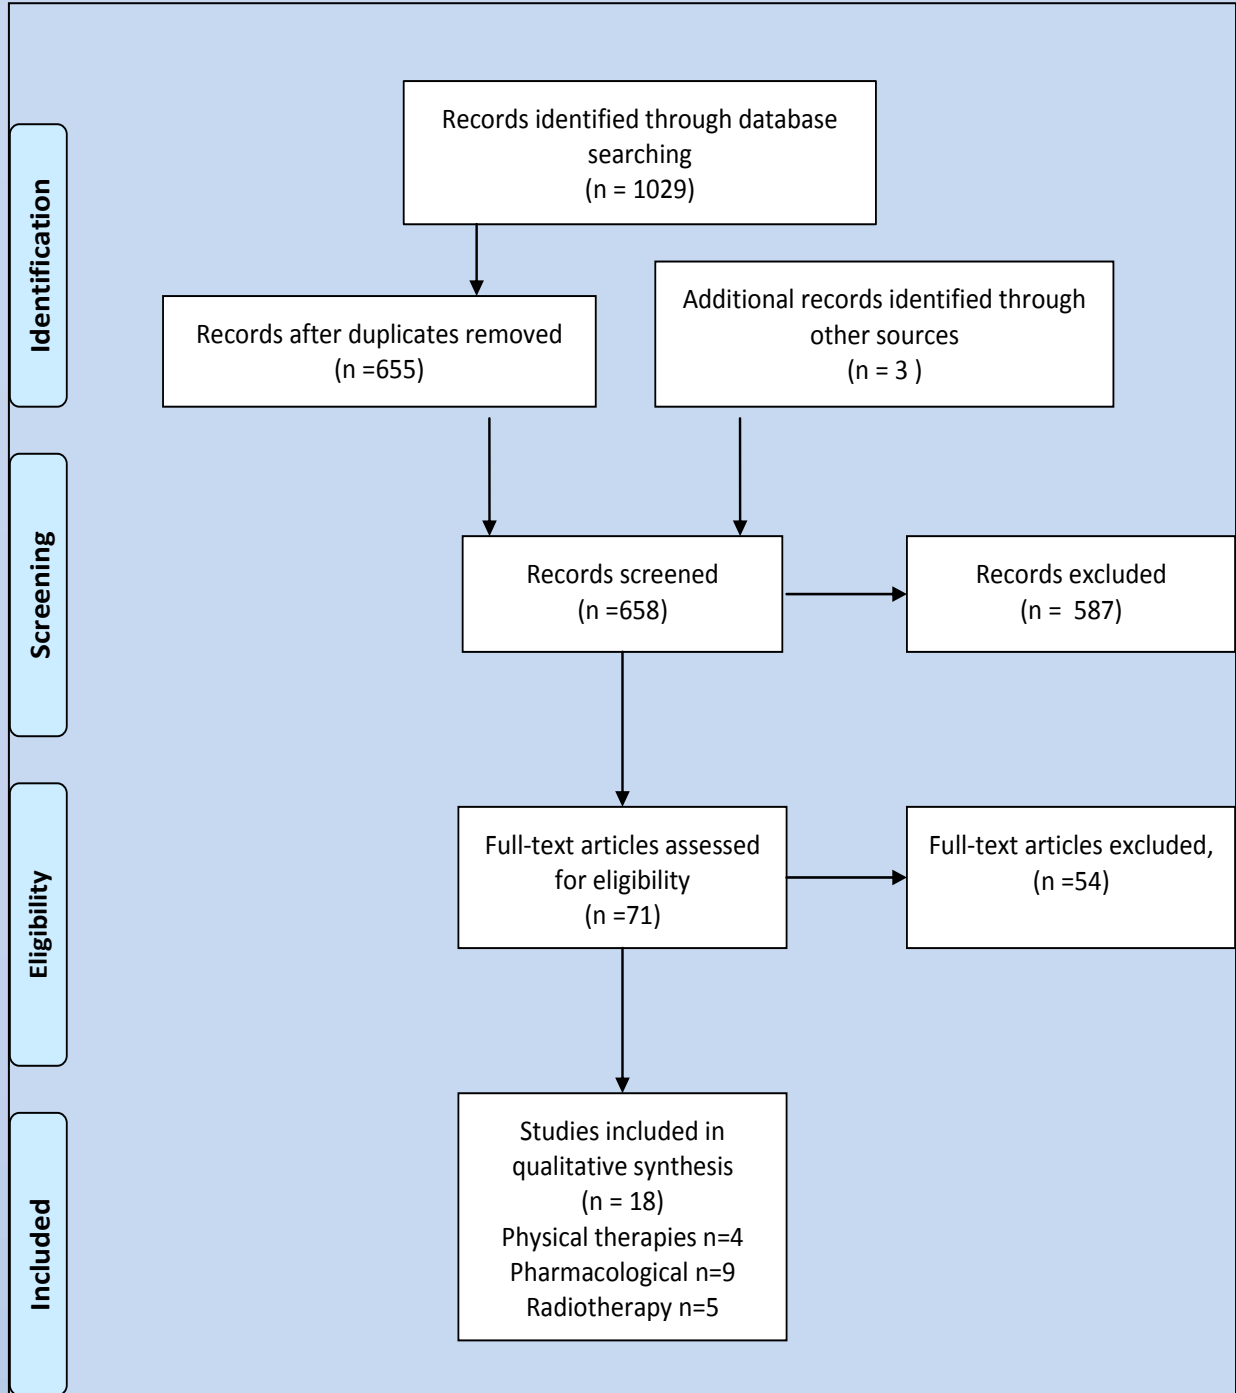 Identification
Records identified through database
searching
(n = 1029)
Records after duplicates removed
(n =655)
Additional records identified through
other sources
(n = 3 )
Screening
Records screened
(n =658)
Records excluded
(n =  587)
Eligibility
Full-text articles assessed
for eligibility
(n =71)
Full-text articles excluded,
(n =54)
Included
Studies included in
qualitative synthesis
(n = 18)
Physical therapies n=4
Pharmacological n=9
Radiotherapy n=5